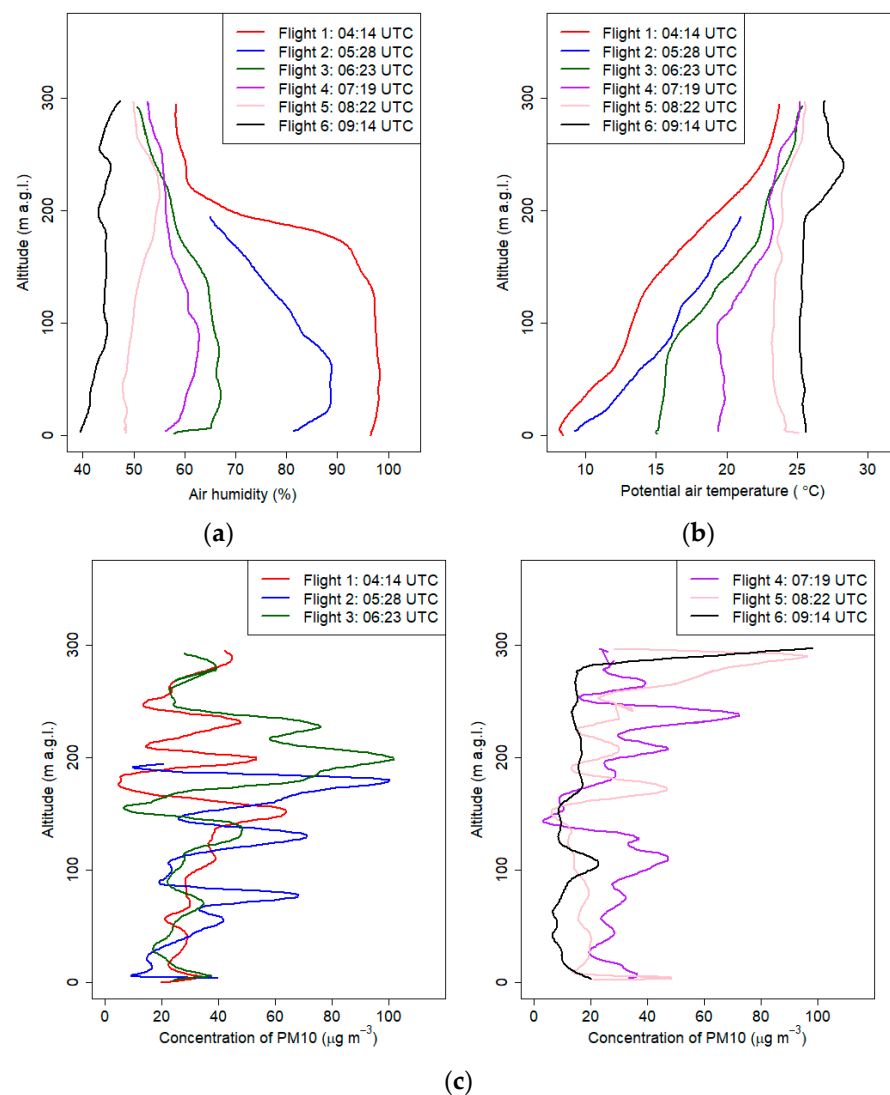 Flight 1: 04:14 UTC
Flight 2: 05:28 UTC
Flight 3: 06:23 UTC
Flight 4: 07:19 UTC
Flight 5: 08:22 UTC
Flight 6: 09:14 UTC
Altitude (m a.g.l.)
0 100 200 300
40 50 60 70 80 90 100
Air humidity (%)
(a)
Flight 1: 04:14 UTC
Flight 2: 05:28 UTC
Flight 3: 06:23 UTC
Flight 4: 07:19 UTC
Flight 5: 08:22 UTC
Flight 6: 09:14 UTC
Altitude (m a.g.l.)
0 100 200 300
10 15 20 25 30
Potential air temperature ( °C)
(b)
Flight 1: 04:14 UTC
Flight 2: 05:28 UTC
Flight 3: 06:23 UTC
Altitude (m a.g.l.)
0 100 200 300
0 20 40 60 80 100
Concentration of PM10 (μg m⁻³)
Flight 4: 07:19 UTC
Flight 5: 08:22 UTC
Flight 6: 09:14 UTC
Altitude (m a.g.l.)
0 100 200 300
0 20 40 60 80 100
Concentration of PM10 (μg m⁻³)
(c)